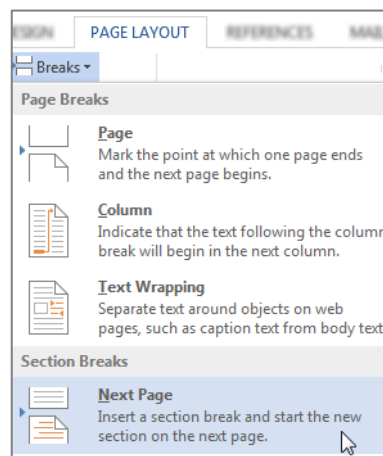 DESIGN PAGE LAYOUT REFERENCES
Breaks
Page Breaks
Page
Mark the point at which one page ends
and the next page begins.
Column
Indicate that the text following the column
break will begin in the next column.
Text Wrapping
Separate text around objects on web
pages, such as caption text from body text
Section Breaks
Next Page
Insert a section break and start the new
section on the next page.